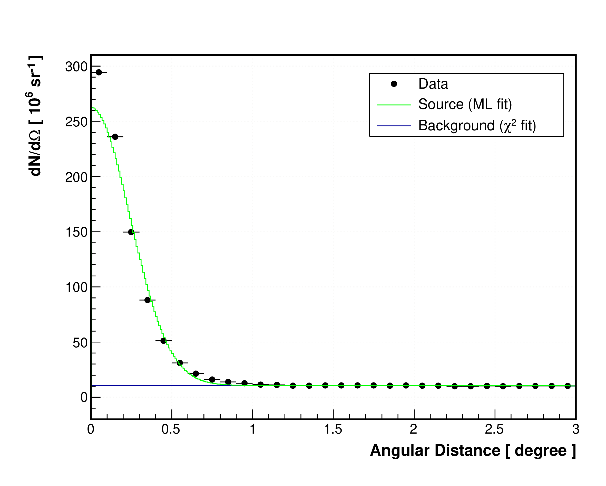 dN/dΩ [ 10⁶ sr⁻¹ ]
300
250
200
150
100
50
0
Data
Source (ML fit)
Background (χ² fit)
0
0.5
1
1.5
2
2.5
3
Angular Distance [ degree ]